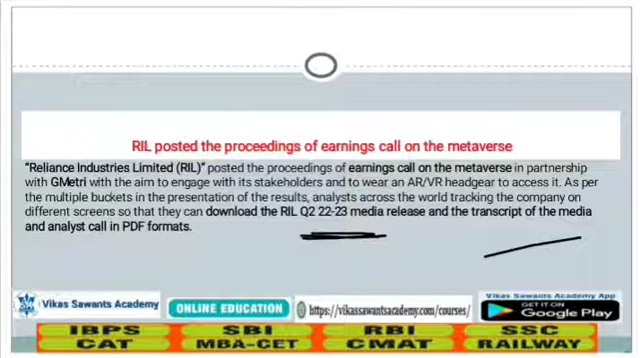 RIL posted the proceedings of earnings call on the metaverse
"Reliance Industries Limited (RIL)" posted the proceedings of earnings call on the metaverse in partnership
with GMetri with the aim to engage with its stakeholders and to wear an AR/VR headgear to access it. As per
the multiple buckets in the presentation of the results, analysts across the world tracking the company on
different screens so that they can download the RIL Q2 22-23 media release and the transcript of the media
and analyst call in PDF formats.
Vikas Sawants Academy App
Vikas Sawants Academy
ONLINE EDUCATION
https://vikassawantsacademy.com/courses/
GET IT ON
Google Play
IBPS SBI RBI SSC
CAT MBA-CET CMAT RAILWAY